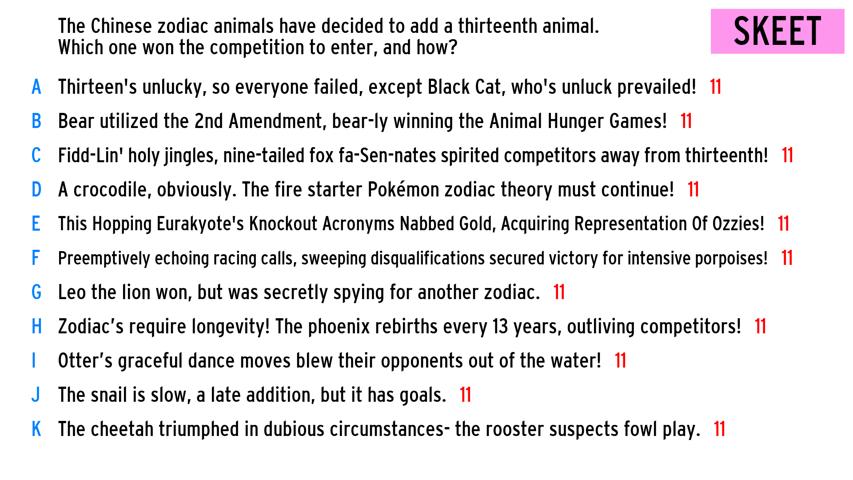 The Chinese zodiac animals have decided to add a thirteenth animal.
Which one won the competition to enter, and how?
SKEET
A Thirteen's unlucky, so everyone failed, except Black Cat, who's unluck prevailed! 11
B Bear utilized the 2nd Amendment, bear-ly winning the Animal Hunger Games! 11
C Fidd-Lin' holy jingles, nine-tailed fox fa-Sen-nates spirited competitors away from thirteenth! 11
D A crocodile, obviously. The fire starter Pokémon zodiac theory must continue! 11
E This Hopping Eurakyote's Knockout Acronyms Nabbed Gold, Acquiring Representation Of Ozzies! 11
F Preemptively echoing racing calls, sweeping disqualifications secured victory for intensive porpoises! 11
G Leo the lion won, but was secretly spying for another zodiac. 11
H Zodiac's require longevity! The phoenix rebirths every 13 years, outliving competitors! 11
I Otter's graceful dance moves blew their opponents out of the water! 11
J The snail is slow, a late addition, but it has goals. 11
K The cheetah triumphed in dubious circumstances- the rooster suspects fowl play. 11